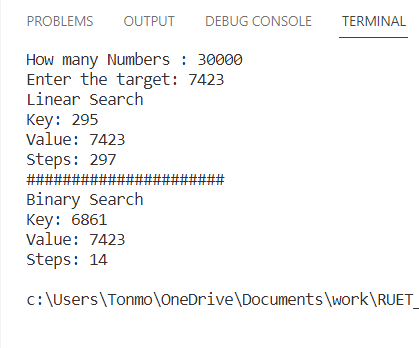 PROBLEMS OUTPUT DEBUG CONSOLE TERMINAL
How many Numbers : 30000
Enter the target: 7423
Linear Search
Key: 295
Value: 7423
Steps: 297
######################
Binary Search
Key: 6861
Value: 7423
Steps: 14
c:\Users\Tonmo\OneDrive\Documents\work\RUET_